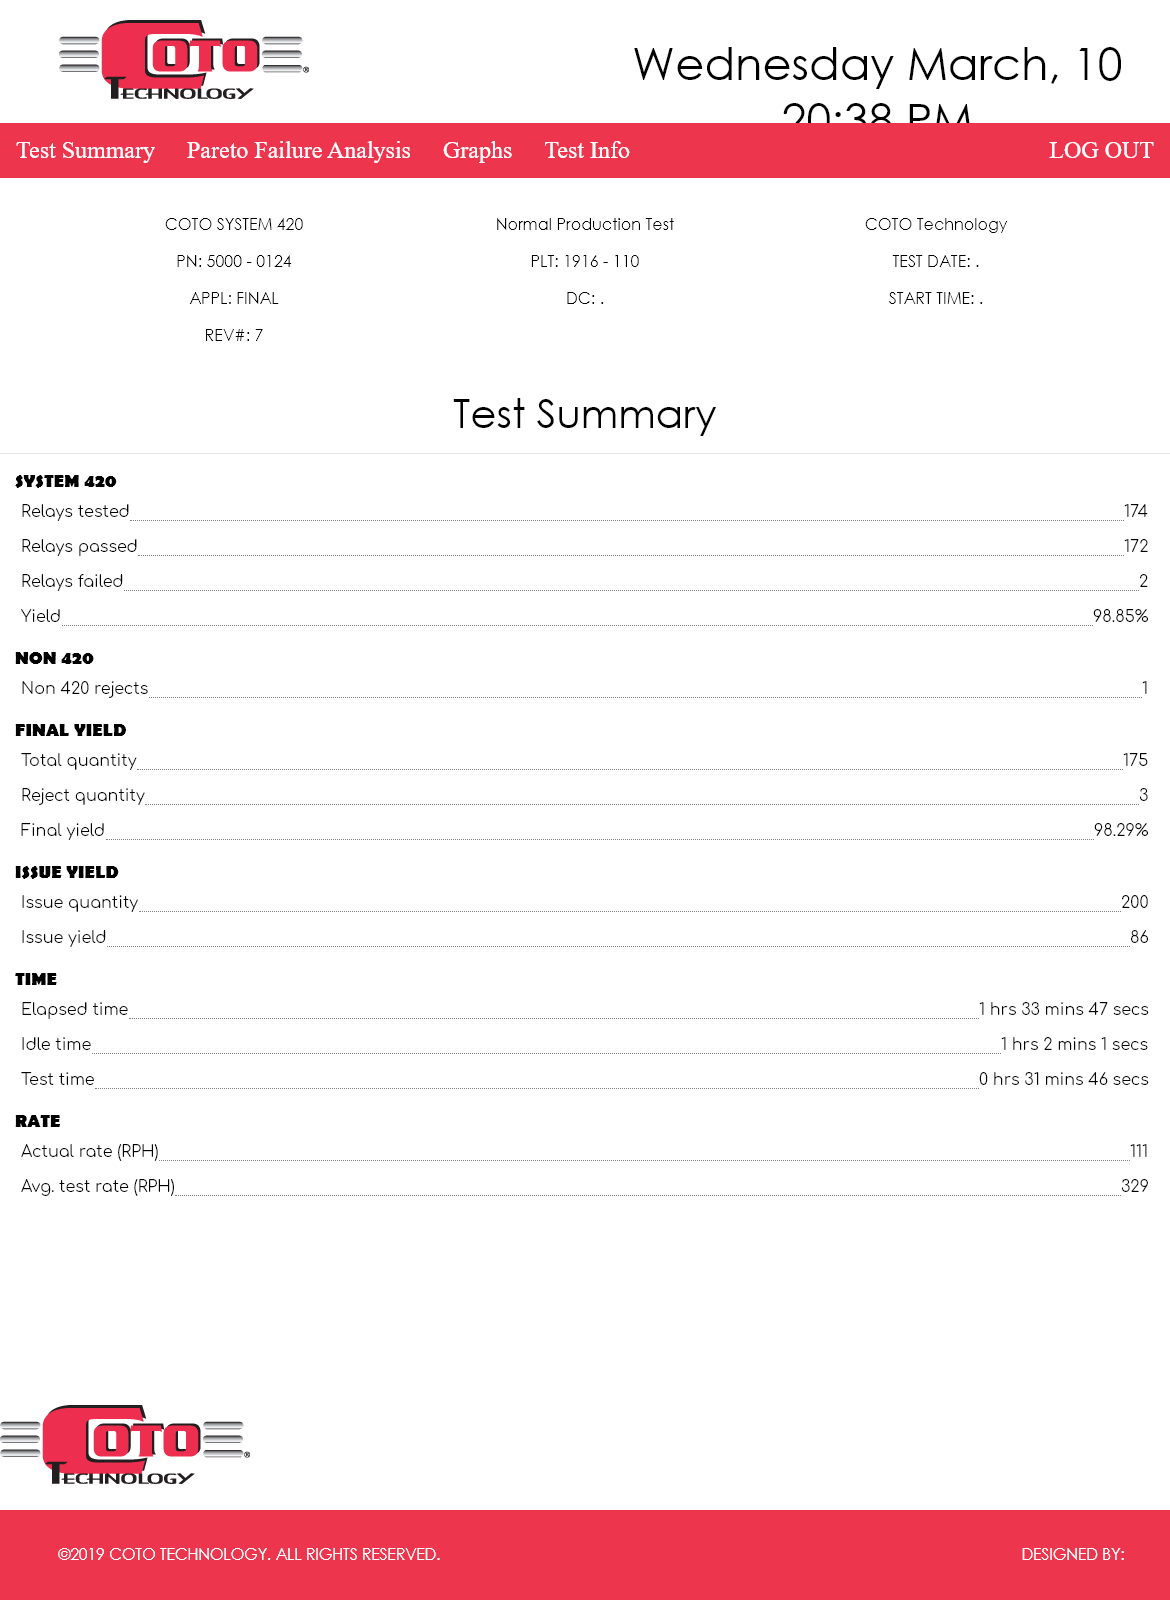 COTO
TECHNOLOGY
®
Wednesday March, 10
20:38 PM
Test Summary Pareto Failure Analysis Graphs Test Info LOG OUT
COTO SYSTEM 420
PN: 5000 - 0124
APPL: FINAL
REV#: 7
Normal Production Test
PLT: 1916 - 110
DC: .
COTO Technology
TEST DATE: .
START TIME: .
Test Summary
SYSTEM 420
Relays tested 174
Relays passed 172
Relays failed 2
Yield 98.85%
NON 420
Non 420 rejects 1
FINAL YIELD
Total quantity 175
Reject quantity 3
Final yield 98.29%
ISSUE YIELD
Issue quantity 200
Issue yield 86
TIME
Elapsed time 1 hrs 33 mins 47 secs
Idle time 1 hrs 2 mins 1 secs
Test time 0 hrs 31 mins 46 secs
RATE
Actual rate (RPH) 111
Avg. test rate (RPH) 329
COTO
TECHNOLOGY
®
©2019 COTO TECHNOLOGY. ALL RIGHTS RESERVED. DESIGNED BY: